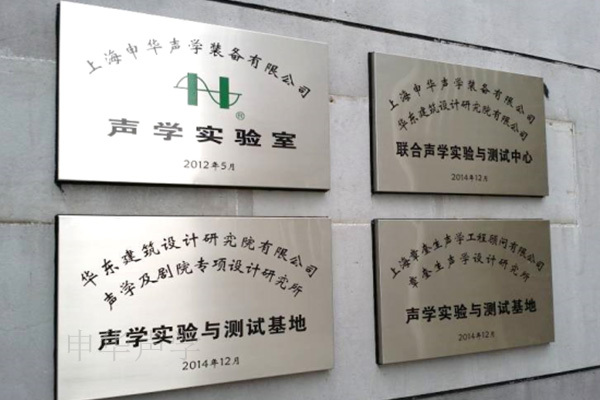 上海申华声学装备有限公司
N
®
声学实验室
2012年5月
上海申华声学装备有限公司
华东建筑设计研究院有限公司
联合声学实验与测试中心
2014年12月
华东建筑设计研究院有限公司
声学及剧院专项设计研究所
声学实验与测试基地
2014年12月
上海章奎生声学工程顾问有限公司
章奎生声学设计研究所
声学实验与测试基地
2014年12月
申华声学